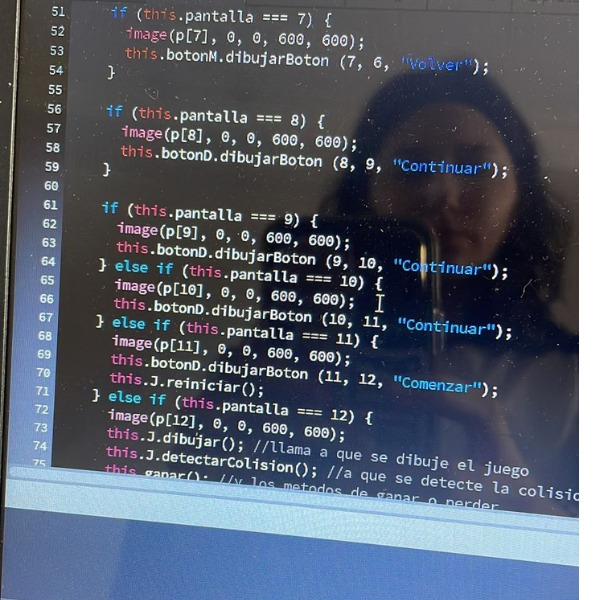 51 if (this.pantalla === 7) {
52 image(p[7], 0, 0, 600, 600);
53 this.botonM.dibujarBoton (7, 6, "Volver");
54 }
55
56 if (this.pantalla === 8) {
57 image(p[8], 0, 0, 600, 600);
58 this.botonD.dibujarBoton (8, 9, "Continuar");
59 }
60
61 if (this.pantalla === 9) {
62 image(p[9], 0, 0, 600, 600);
63 this.botonD.dibujarBoton (9, 10, "Continuar");
64 } else if (this.pantalla === 10) {
65 image(p[10], 0, 0, 600, 600);
66 this.botonD.dibujarBoton (10, 11, "Continuar");
67 } else if (this.pantalla === 11) {
68 image(p[11], 0, 0, 600, 600);
69 this.botonD.dibujarBoton (11, 12, "Comenzar");
70 this.J.reiniciar();
71 } else if (this.pantalla === 12) {
72 image(p[12], 0, 0, 600, 600);
73 this.J.dibujar(); //llama a que se dibuje el juego
74 this.J.detectarColision(); //a que se detecte la colisic
75 this.ganar(); //y los metodos de ganar o perder